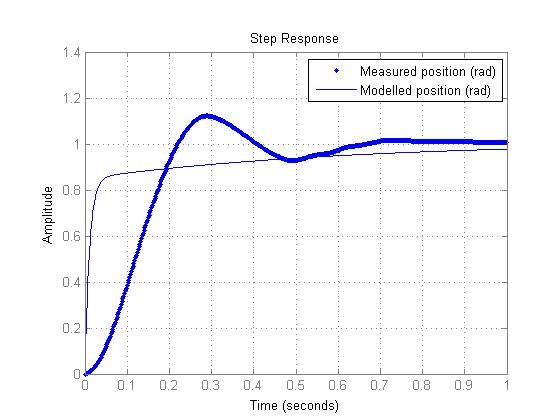 Step Response
Measured position (rad)
Modelled position (rad)
Amplitude
1.4
1.2
1
0.8
0.6
0.4
0.2
0
0 0.1 0.2 0.3 0.4 0.5 0.6 0.7 0.8 0.9 1
Time (seconds)